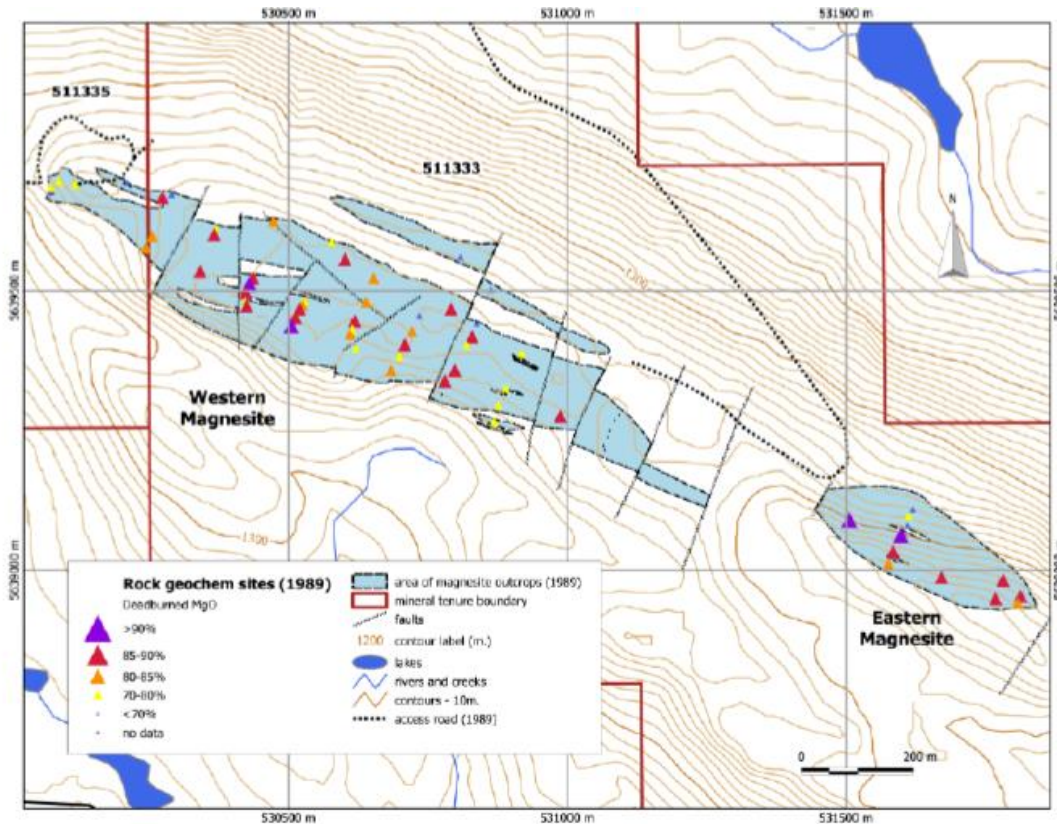 530500 m
531000 m
531500 m
511335
511333
N
1300
5639500 m
Western
Magnesite
1300
5639000 m
5639000 m
Eastern
Magnesite
Rock geochem sites (1989)
Deadburned MgO
>90%
85-90%
80-85%
70-80%
<70%
no data
area of magnesite outcrops (1989)
mineral tenure boundary
faults
1200 contour label (m.)
lakes
rivers and creeks
contours - 10m.
access road (1989)
0 200 m
530500 m
531000 m
531500 m